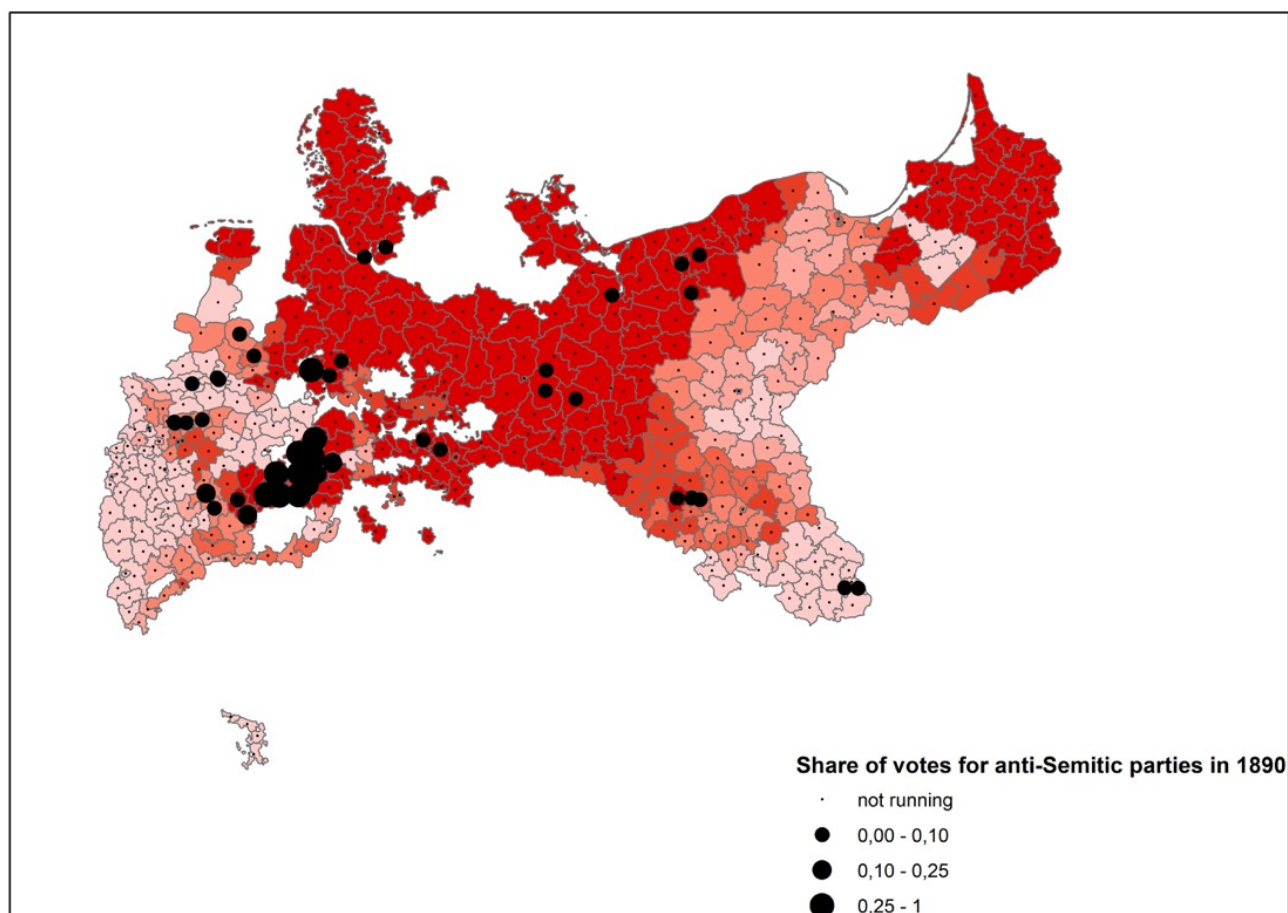 Share of votes for anti-Semitic parties in 1890
not running
0,00 - 0,10
0,10 - 0,25
0,25 - 1